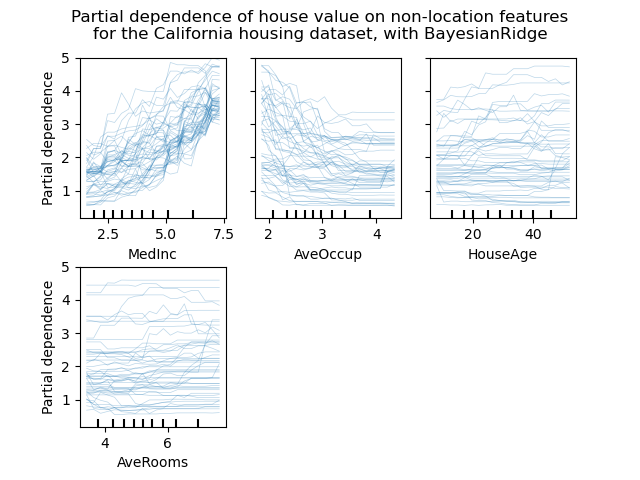 Partial dependence of house value on non-location features
for the California housing dataset, with BayesianRidge
5
4
3
2
1
Partial dependence
2.5 5.0 7.5
MedInc
2 3 4
AveOccup
20 40
HouseAge
5
4
3
2
1
Partial dependence
4 6
AveRooms